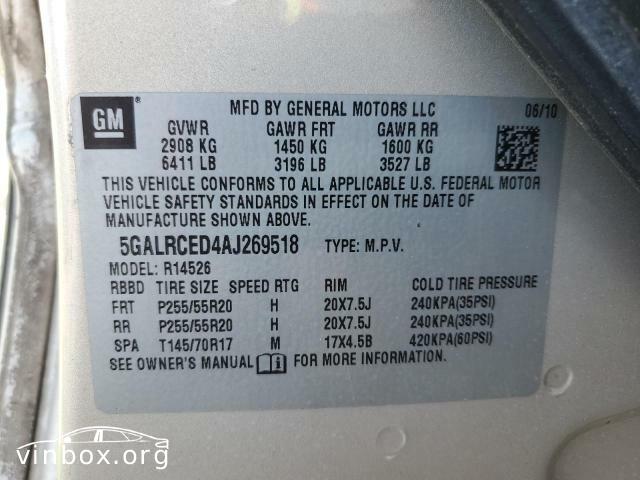 GM
MFD BY GENERAL MOTORS LLC 06/10
GVWR GAWR FRT GAWR RR
2908 KG 1450 KG 1600 KG
6411 LB 3196 LB 3527 LB
THIS VEHICLE CONFORMS TO ALL APPLICABLE U.S. FEDERAL MOTOR
VEHICLE SAFETY STANDARDS IN EFFECT ON THE DATE OF
MANUFACTURE SHOWN ABOVE.
5GALRCED4AJ269518 TYPE: M.P.V.
MODEL: R14526
RBBD TIRE SIZE SPEED RTG RIM COLD TIRE PRESSURE
FRT P255/55R20 H 20X7.5J 240KPA(35PSI)
RR P255/55R20 H 20X7.5J 240KPA(35PSI)
SPA T145/70R17 M 17X4.5B 420KPA(60PSI)
SEE OWNER'S MANUAL FOR MORE INFORMATION.
vinbox.org